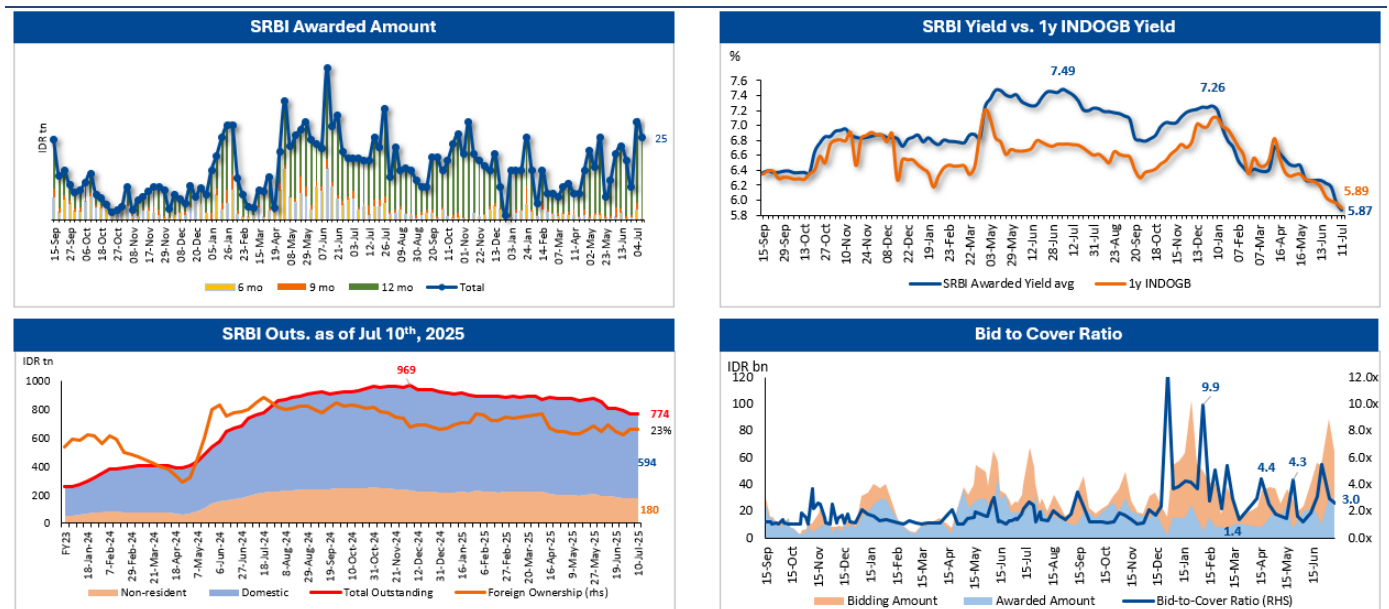 SRBI Awarded Amount
IDR tn
25
15-Sep
27-Sep
06-Oct
18-Oct
27-Oct
08-Nov
17-Nov
29-Nov
08-Dec
20-Dec
05-Jan
26-Jan
23-Feb
15-Mar
19-Apr
08-May
22-May
07-Jun
21-Jun
12-Jul
26-Jul
09-Aug
30-Aug
20-Sep
11-Oct
01-Nov
22-Nov
13-Dec
03-Jan
24-Jan
14-Feb
07-Mar
11-Apr
02-May
23-May
13-Jun
04-Jul
6 mo
9 mo
12 mo
Total
SRBI Yield vs. 1y INDOGB Yield
%
7.6
7.4
7.2
7.0
6.8
6.6
6.4
6.2
6.0
5.8
7.49
7.26
5.89
5.87
15-Sep
29-Sep
13-Oct
27-Oct
10-Nov
24-Nov
08-Dec
22-Dec
19-Jan
16-Feb
22-Mar
03-May
17-May
31-May
14-Jun
28-Jun
12-Jul
31-Jul
16-Aug
06-Sep
27-Sep
18-Oct
08-Nov
29-Nov
20-Dec
10-Jan
07-Feb
07-Mar
04-Apr
16-May
13-Jun
11-Jul
SRBI Awarded Yield avg
1y INDOGB
SRBI Outs. as of Jul 10th, 2025
IDR tn
1000
800
600
400
200
0
969
774
23%
594
180
FY23
18-Jan-24
7-Feb-24
29-Feb-24
21-Mar-24
18-Apr-24
7-May-24
6-Jun-24
27-Jun-24
18-Jul-24
8-Aug-24
29-Aug-24
19-Sep-24
10-Oct-24
31-Oct-24
21-Nov-24
12-Dec-24
31-Dec-24
16-Jan-25
6-Feb-25
27-Feb-25
20-Mar-25
17-Apr-25
9-May-25
28-May-25
19-Jun-25
10-Jul-25
Non-resident
Domestic
Total Outstanding
Foreign Ownership (rhs)
Bid to Cover Ratio
IDR bn
120
100
80
60
40
20
0
12.0x
10.0x
8.0x
6.0x
4.0x
2.0x
0.0x
9.9
4.4
4.3
3.0
1.4
15-Sep
15-Oct
15-Nov
15-Dec
15-Jan
15-Feb
15-Mar
15-Apr
15-May
15-Jun
15-Jul
15-Aug
15-Sep
15-Oct
15-Nov
15-Dec
15-Jan
15-Feb
15-Mar
15-Apr
15-May
15-Jun
Bidding Amount
Awarded Amount
Bid-to-Cover Ratio (RHS)